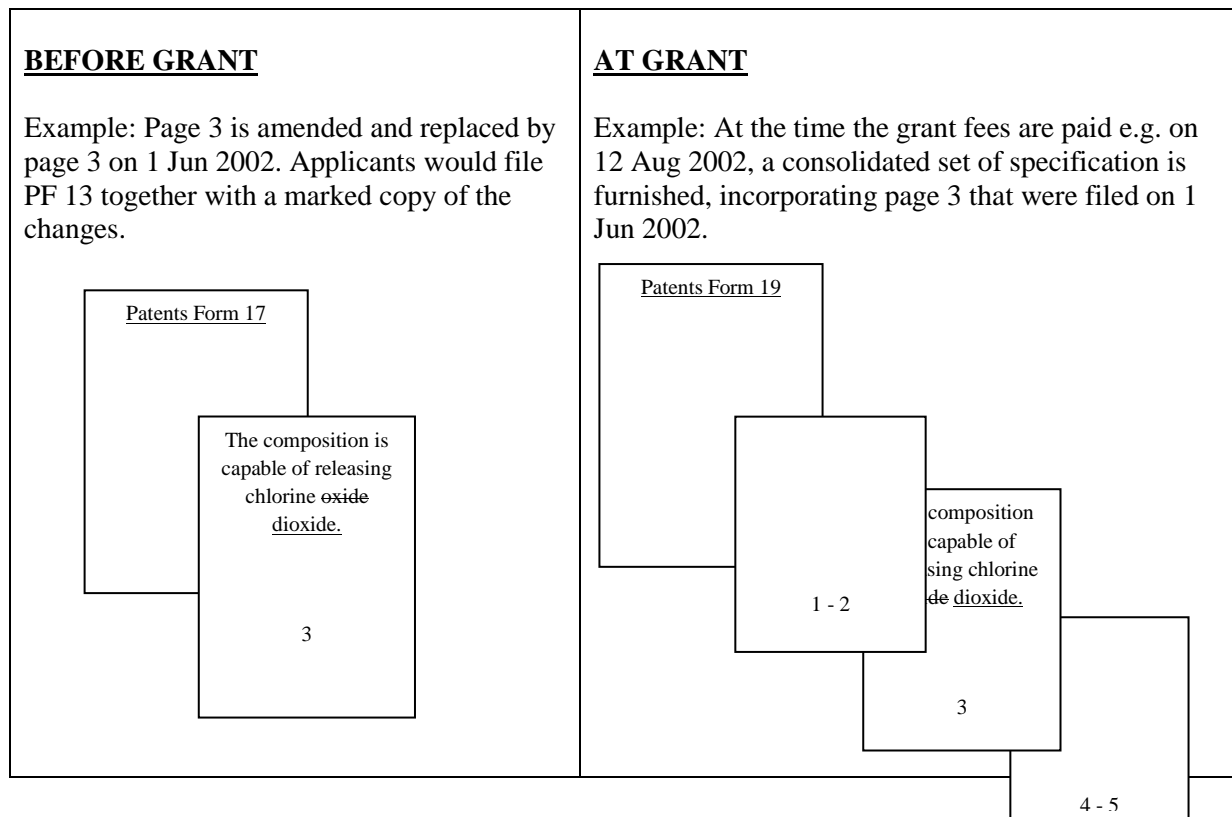 BEFORE GRANT
Example: Page 3 is amended and replaced by
page 3 on 1 Jun 2002. Applicants would file
PF 13 together with a marked copy of the
changes.
Patents Form 17
The composition is
capable of releasing
chlorine oxide
dioxide.
3
AT GRANT
Example: At the time the grant fees are paid e.g. on
12 Aug 2002, a consolidated set of specification is
furnished, incorporating page 3 that were filed on 1
Jun 2002.
Patents Form 19
1 - 2
composition
capable of
sing chlorine
de dioxide.
3
4 - 5